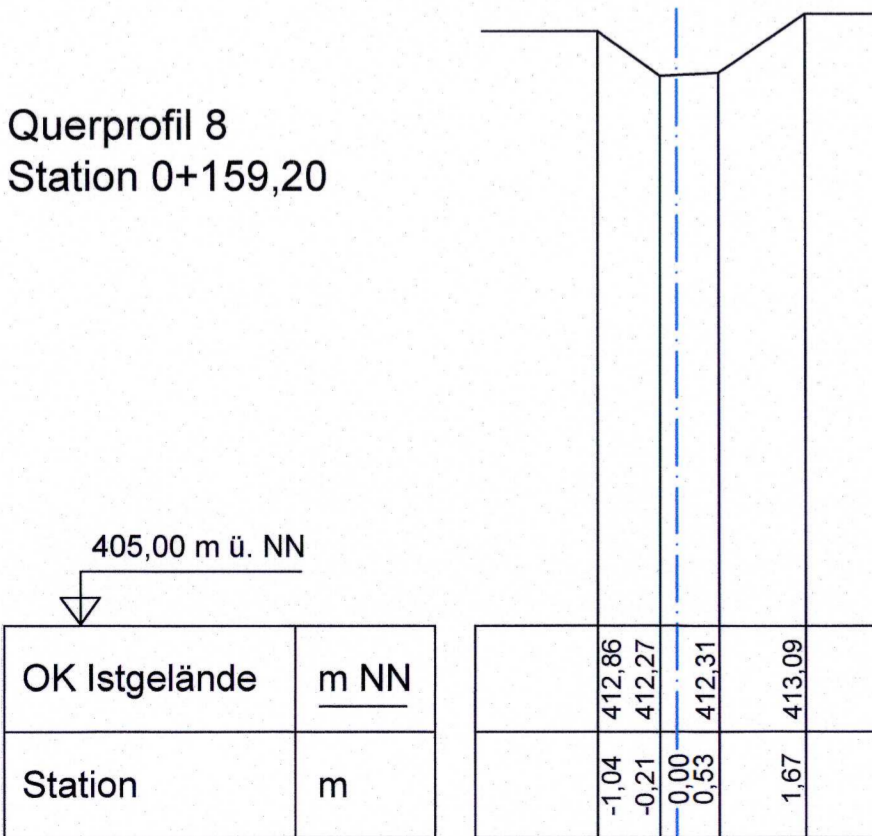 Querprofil 8
Station 0+159,20
405,00 m ü. NN
OK Istgelände m NN
412,86 412,27 412,31 413,09
Station m
-1,04 -0,21 0,00 0,53 1,67